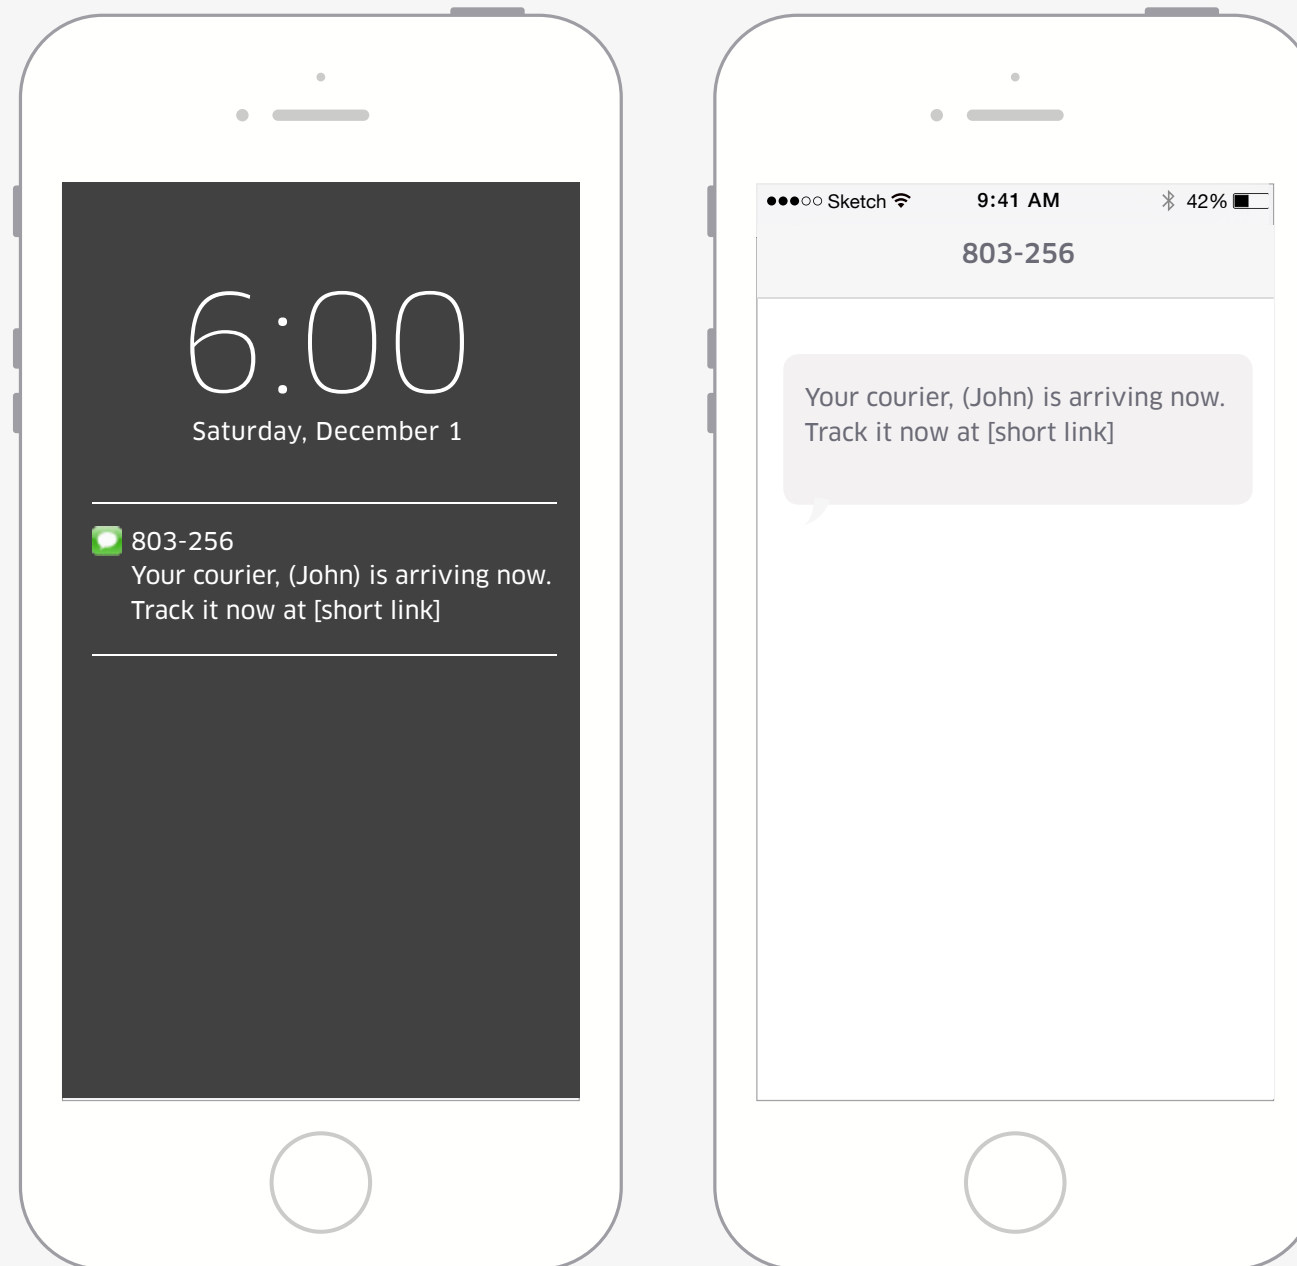 6:00
Saturday, December 1
803-256
Your courier, (John) is arriving now.
Track it now at [short link]
Sketch 9:41 AM 42%
803-256
Your courier, (John) is arriving now.
Track it now at [short link]